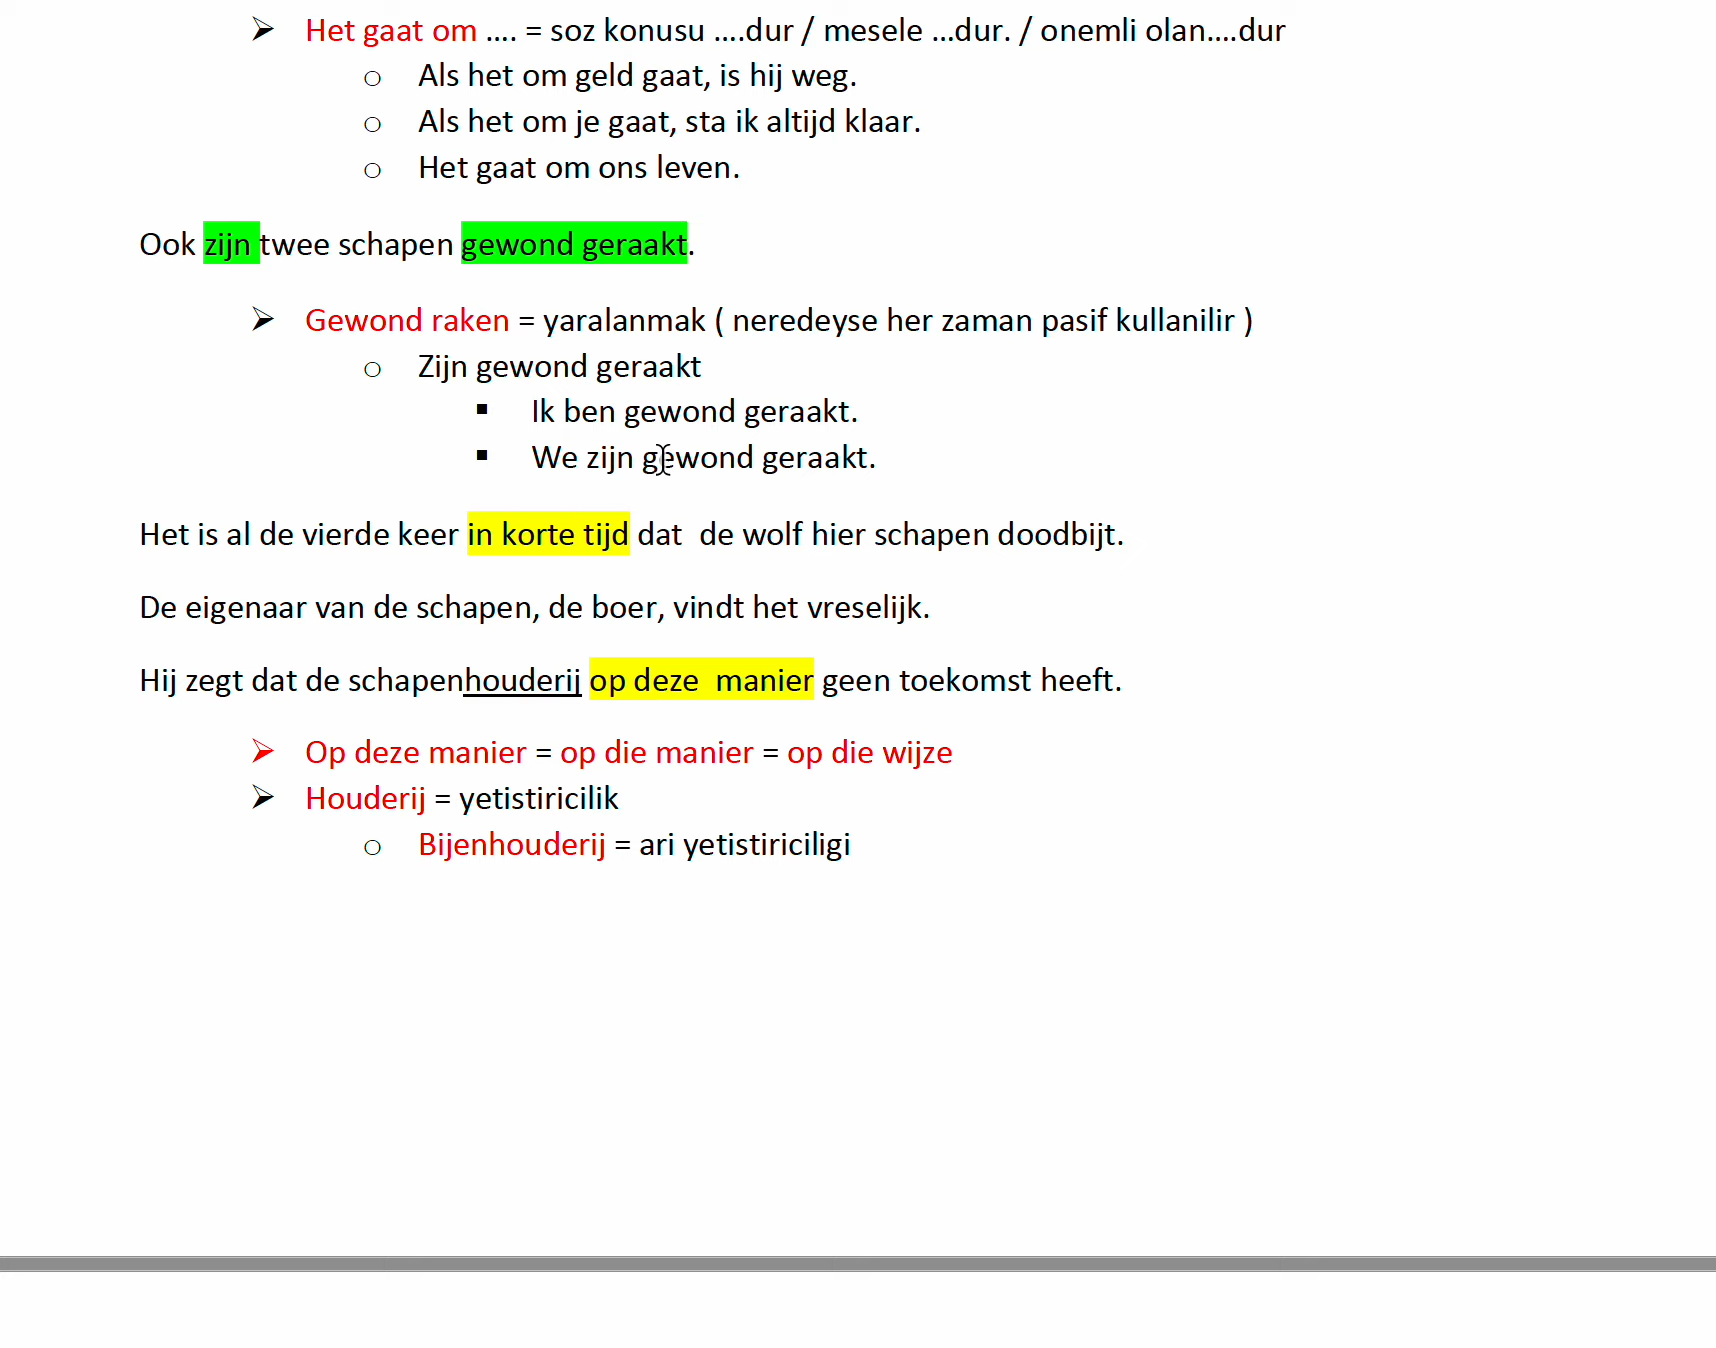 ➢ Het gaat om .... = soz konusu ....dur / mesele ...dur. / onemli olan....dur
o Als het om geld gaat, is hij weg.
o Als het om je gaat, sta ik altijd klaar.
o Het gaat om ons leven.
Ook zijn twee schapen gewond geraakt.
➢ Gewond raken = yaralanmak ( neredeyse her zaman pasif kullanilir )
o Zijn gewond geraakt
▪ Ik ben gewond geraakt.
▪ We zijn gewond geraakt.
Het is al de vierde keer in korte tijd dat  de wolf hier schapen doodbijt.
De eigenaar van de schapen, de boer, vindt het vreselijk.
Hij zegt dat de schapenhouderij op deze  manier geen toekomst heeft.
➢ Op deze manier = op die manier = op die wijze
➢ Houderij = yetistiricilik
o Bijenhouderij = ari yetistiriciligi